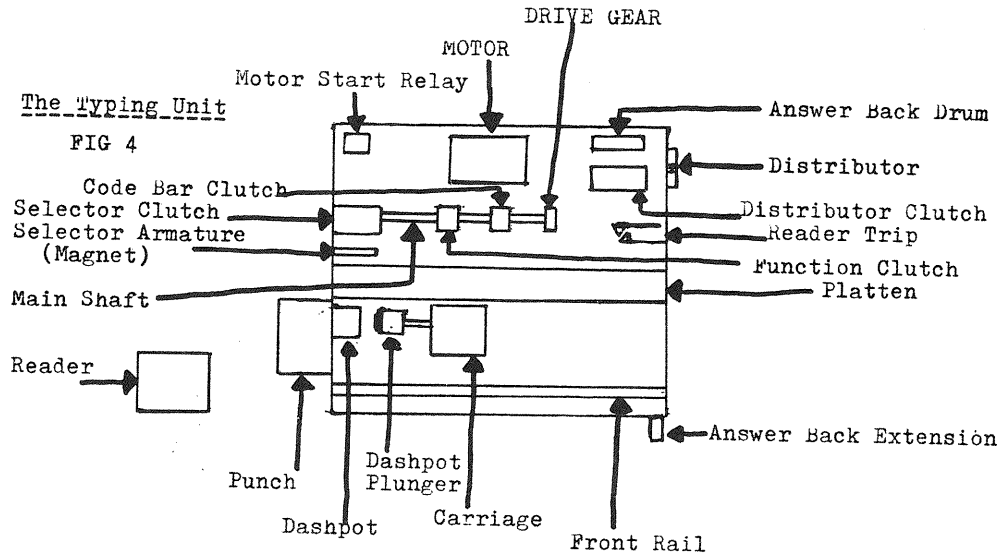 DRIVE GEAR
MOTOR
Motor Start Relay
The Typing Unit
FIG 4
Answer Back Drum
Distributor
Code Bar Clutch
Selector Clutch
Selector Armature
(Magnet)
Distributor Clutch
Reader Trip
Function Clutch
Platten
Main Shaft
Reader
Answer Back Extension
Punch
Dashpot
Plunger
Dashpot
Carriage
Front Rail